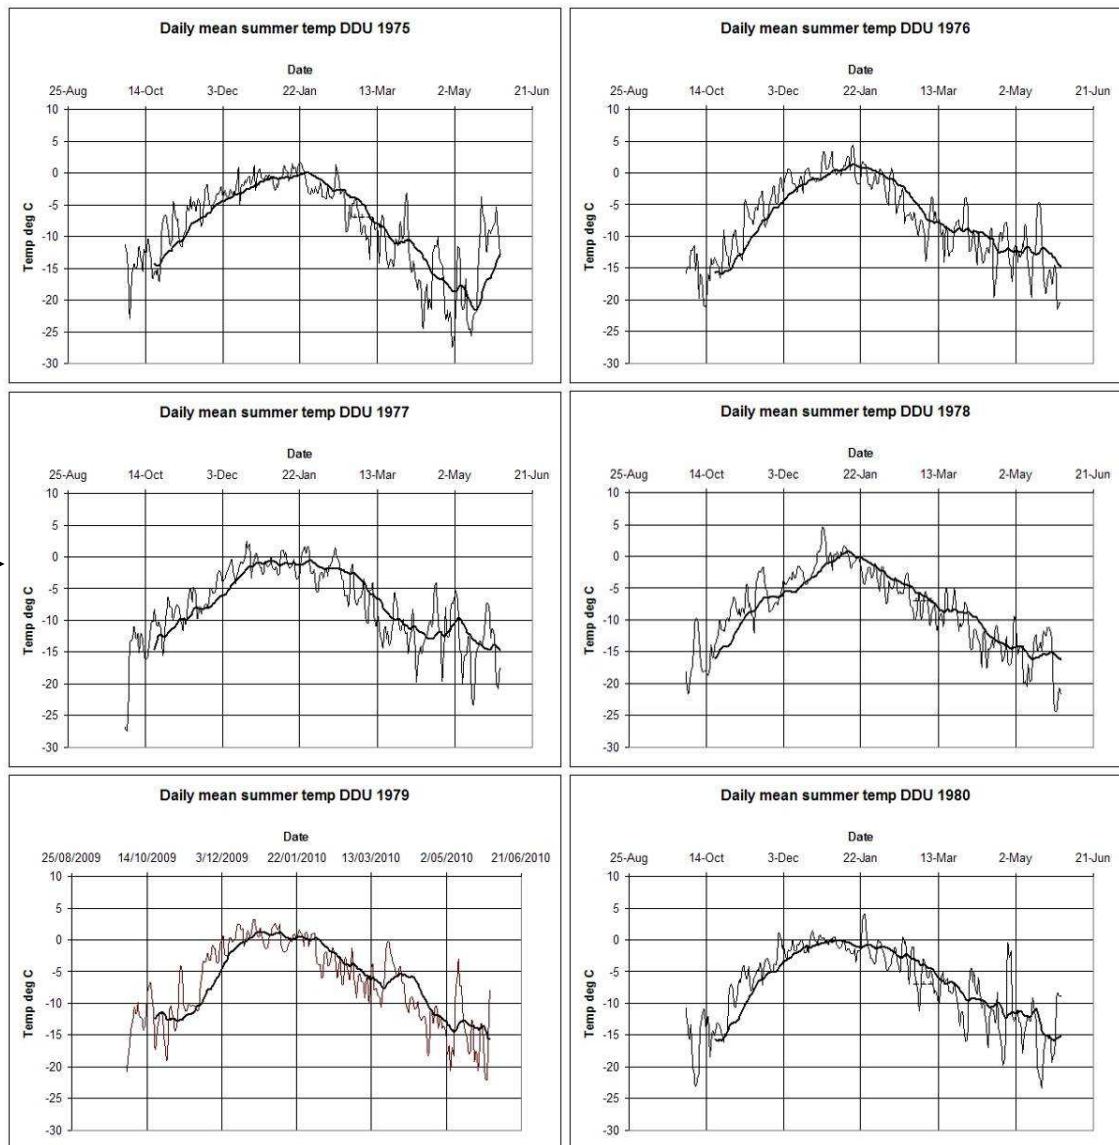 Daily mean summer temp DDU 1975
Date
25-Aug 14-Oct 3-Dec 22-Jan 13-Mar 2-May 21-Jun
10
5
0
-5
-10
-15
-20
-25
-30
Temp deg C
Daily mean summer temp DDU 1976
Date
25-Aug 14-Oct 3-Dec 22-Jan 13-Mar 2-May 21-Jun
10
5
0
-5
-10
-15
-20
-25
-30
Temp deg C
Daily mean summer temp DDU 1977
Date
25-Aug 14-Oct 3-Dec 22-Jan 13-Mar 2-May 21-Jun
10
5
0
-5
-10
-15
-20
-25
-30
Temp deg C
Daily mean summer temp DDU 1978
Date
25-Aug 14-Oct 3-Dec 22-Jan 13-Mar 2-May 21-Jun
10
5
0
-5
-10
-15
-20
-25
-30
Temp deg C
Daily mean summer temp DDU 1979
Date
25/08/2009 14/10/2009 3/12/2009 22/01/2010 13/03/2010 2/05/2010 21/06/2010
10
5
0
-5
-10
-15
-20
-25
-30
Temp deg C
Daily mean summer temp DDU 1980
Date
25-Aug 14-Oct 3-Dec 22-Jan 13-Mar 2-May 21-Jun
10
5
0
-5
-10
-15
-20
-25
-30
Temp deg C